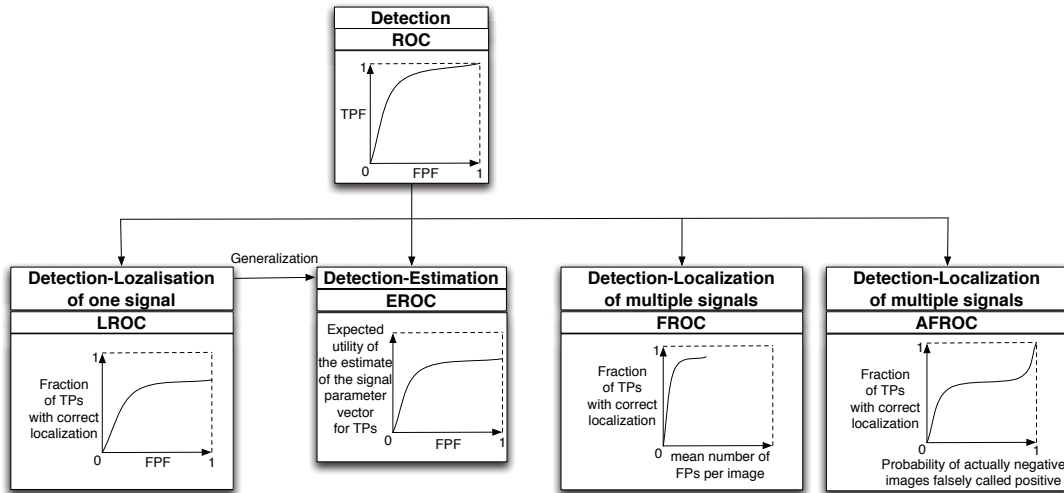 Detection
ROC
1
TPF
0
FPF
1
Generalization
Detection-Lozalisation
of one signal
LROC
1
Fraction
of TPs
with correct
localization
0
FPF
1
Detection-Estimation
EROC
Expected
utility of
the estimate
of the signal
parameter
vector
for TPs
0
FPF
1
Detection-Localization
of multiple signals
FROC
1
Fraction
of TPs
with correct
localization
0
mean number of
FPs per image
Detection-Localization
of multiple signals
AFROC
1
Fraction
of TPs
with correct
localization
0
1
Probability of actually negative
images falsely called positive